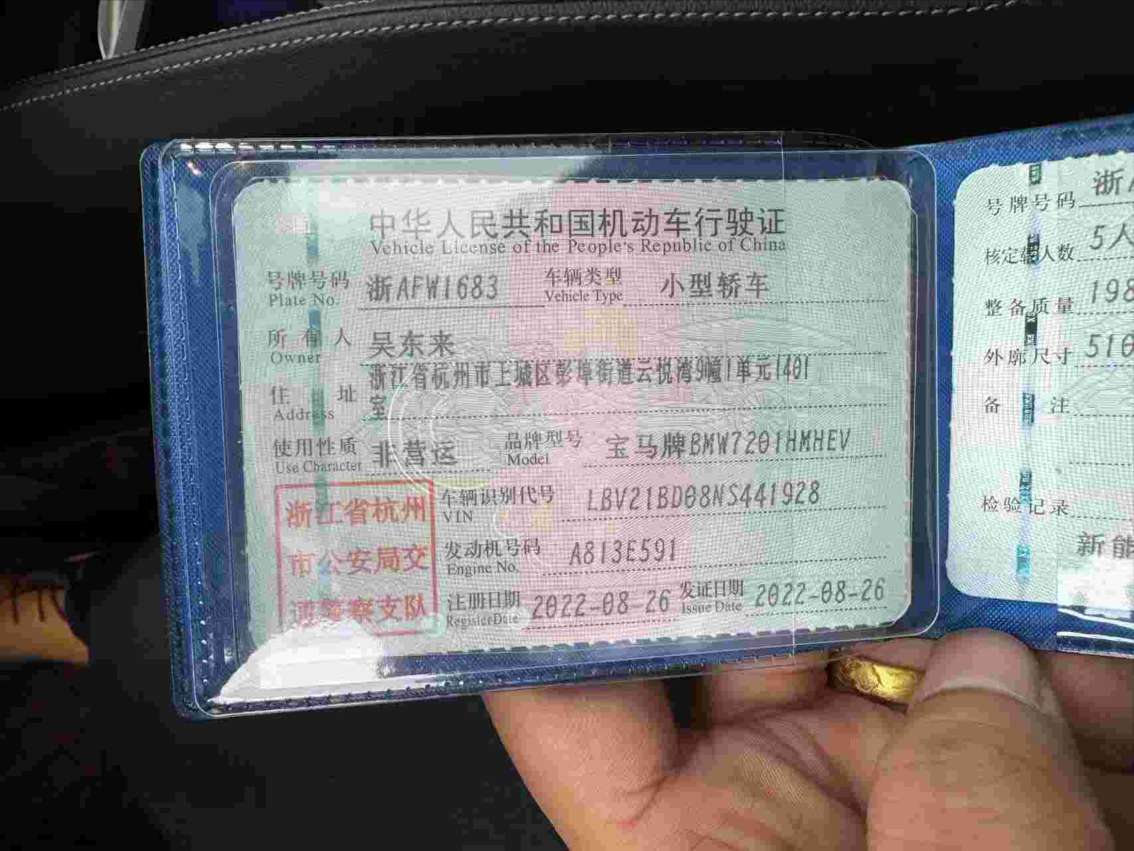 中华人民共和国机动车行驶证
Vehicle License of the People's Republic of China
号牌号码 浙AFW1683 车辆类型 小型轿车
Plate No. Vehicle Type
所有人 吴东来
Owner
住址 浙江省杭州市上城区彭埠街道云悦湾9幢1单元1401
室
Address
使用性质 非营运 品牌型号 宝马牌BMW7201HMHEV
Use Character Model
浙江省杭州
市公安局交
通警察支队
车辆识别代号 LBV21BD08NS441928
VIN
发动机号码 A813E591
Engine No.
注册日期 2022-08-26 发证日期 2022-08-26
Register Date Issue Date
号牌号码 浙
核定载人数 5人
整备质量 198
外廓尺寸 510
备注
检验记录
新能